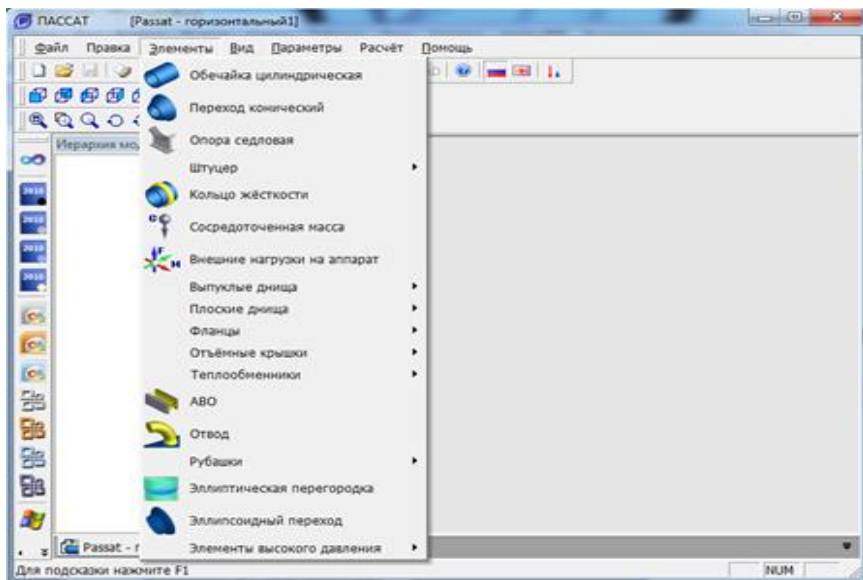 ПАССАТ [Passat - горизонтальный1]
Файл Правка Элементы Вид Параметры Расчёт Помощь
Обечайка цилиндрическая
Переход конический
Иерархия мо
Опора седловая
Штуцер
Кольцо жёсткости
Сосредоточенная масса
Внешние нагрузки на аппарат
Выпуклые днища
Плоские днища
Фланцы
Отъёмные крышки
Теплообменники
АВО
Отвод
Рубашки
Эллиптическая перегородка
Эллипсоидный переход
Passat - г
Элементы высокого давления
Для подсказки нажмите F1 NUM